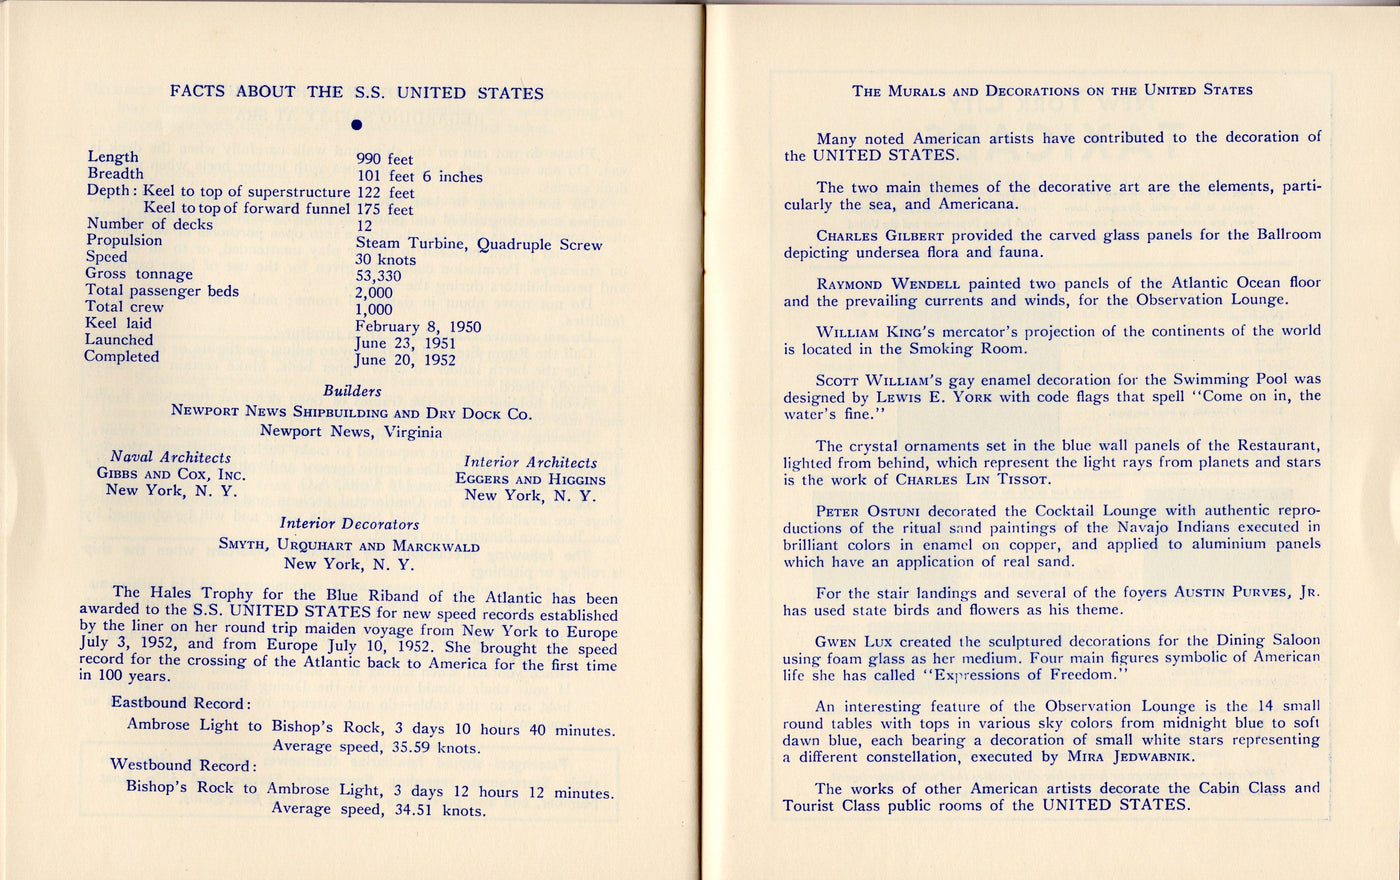 FACTS ABOUT THE S.S. UNITED STATES
Length 990 feet
Breadth 101 feet 6 inches
Depth: Keel to top of superstructure 122 feet
Keel to top of forward funnel 175 feet
Number of decks 12
Propulsion Steam Turbine, Quadruple Screw
Speed 30 knots
Gross tonnage 53,330
Total passenger beds 2,000
Total crew 1,000
Keel laid February 8, 1950
Launched June 23, 1951
Completed June 20, 1952
Builders
NEWPORT NEWS SHIPBUILDING AND DRY DOCK CO.
Newport News, Virginia
Naval Architects
GIBBS AND COX, INC.
New York, N. Y.
Interior Architects
EGGERS AND HIGGINS
New York, N. Y.
Interior Decorators
SMYTH, URQUHART AND MARCKWALD
New York, N. Y.
The Hales Trophy for the Blue Riband of the Atlantic has been
awarded to the S.S. UNITED STATES for new speed records established
by the liner on her round trip maiden voyage from New York to Europe
July 3, 1952, and from Europe July 10, 1952. She brought the speed
record for the crossing of the Atlantic back to America for the first time
in 100 years.
Eastbound Record:
Ambrose Light to Bishop's Rock, 3 days 10 hours 40 minutes.
Average speed, 35.59 knots.
Westbound Record:
Bishop's Rock to Ambrose Light, 3 days 12 hours 12 minutes.
Average speed, 34.51 knots.
THE MURALS AND DECORATIONS ON THE UNITED STATES
Many noted American artists have contributed to the decoration of
the UNITED STATES.
The two main themes of the decorative art are the elements, parti-
cularly the sea, and Americana.
CHARLES GILBERT provided the carved glass panels for the Ballroom
depicting undersea flora and fauna.
RAYMOND WENDELL painted two panels of the Atlantic Ocean floor
and the prevailing currents and winds, for the Observation Lounge.
WILLIAM KING's mercator's projection of the continents of the world
is located in the Smoking Room.
SCOTT WILLIAM's gay enamel decoration for the Swimming Pool was
designed by LEWIS E. YORK with code flags that spell "Come on in, the
water's fine."
The crystal ornaments set in the blue wall panels of the Restaurant,
lighted from behind, which represent the light rays from planets and stars
is the work of CHARLES LIN TISSOT.
PETER OSTUNI decorated the Cocktail Lounge with authentic repro-
ductions of the ritual sand paintings of the Navajo Indians executed in
brilliant colors in enamel on copper, and applied to aluminium panels
which have an application of real sand.
For the stair landings and several of the foyers AUSTIN PURVES, JR.
has used state birds and flowers as his theme.
GWEN LUX created the sculptured decorations for the Dining Saloon
using foam glass as her medium. Four main figures symbolic of American
life she has called "Expressions of Freedom."
An interesting feature of the Observation Lounge is the 14 small
round tables with tops in various sky colors from midnight blue to soft
dawn blue, each bearing a decoration of small white stars representing
a different constellation, executed by MIRA JEDWABNIK.
The works of other American artists decorate the Cabin Class and
Tourist Class public rooms of the UNITED STATES.